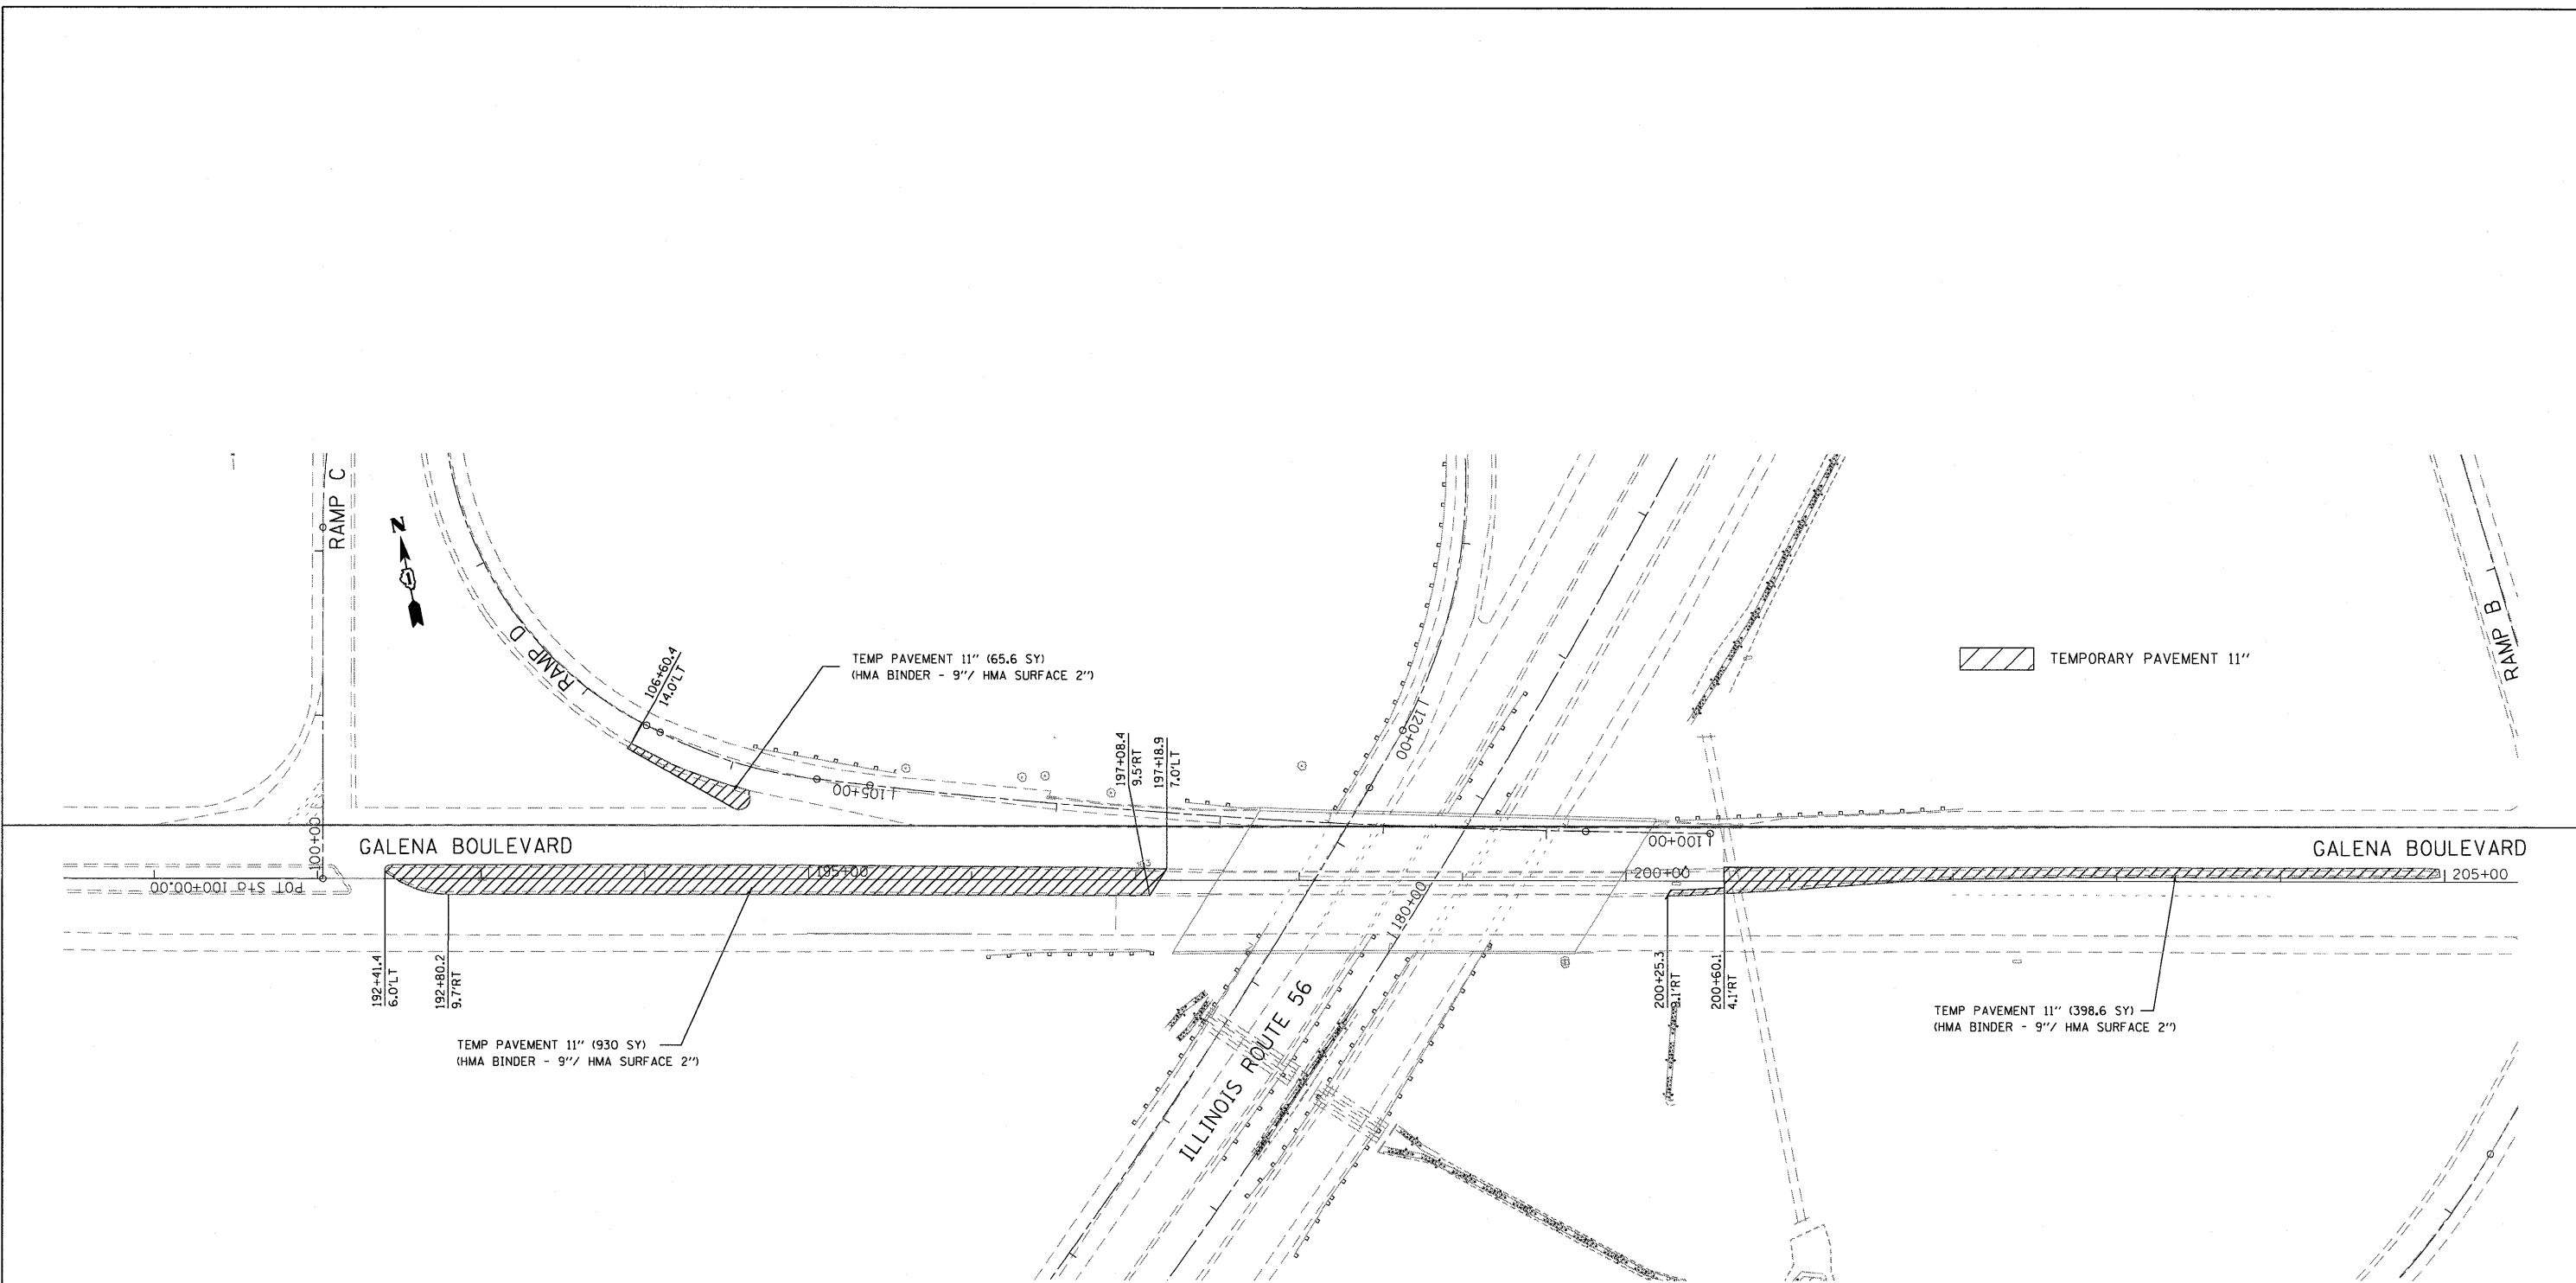 RAMP C
N
RAMP D
106+60.4
14.0'LT
TEMP PAVEMENT 11" (65.6 SY)
(HMA BINDER - 9"/ HMA SURFACE 2")
TEMPORARY PAVEMENT 11"
RAMP B
197+08.4
9.5'RT
197+18.9
7.0'LT
120+00
105+00
100+00
100+00
GALENA BOULEVARD
GALENA BOULEVARD
POT Sta 100+00.00
195+00
200+00
205+00
180+00
192+41.4
6.0'LT
192+80.2
9.7'RT
200+25.3
9.1'RT
200+60.1
4.1'RT
ILLINOIS ROUTE 56
TEMP PAVEMENT 11" (398.6 SY)
(HMA BINDER - 9"/ HMA SURFACE 2")
TEMP PAVEMENT 11" (930 SY)
(HMA BINDER - 9"/ HMA SURFACE 2")